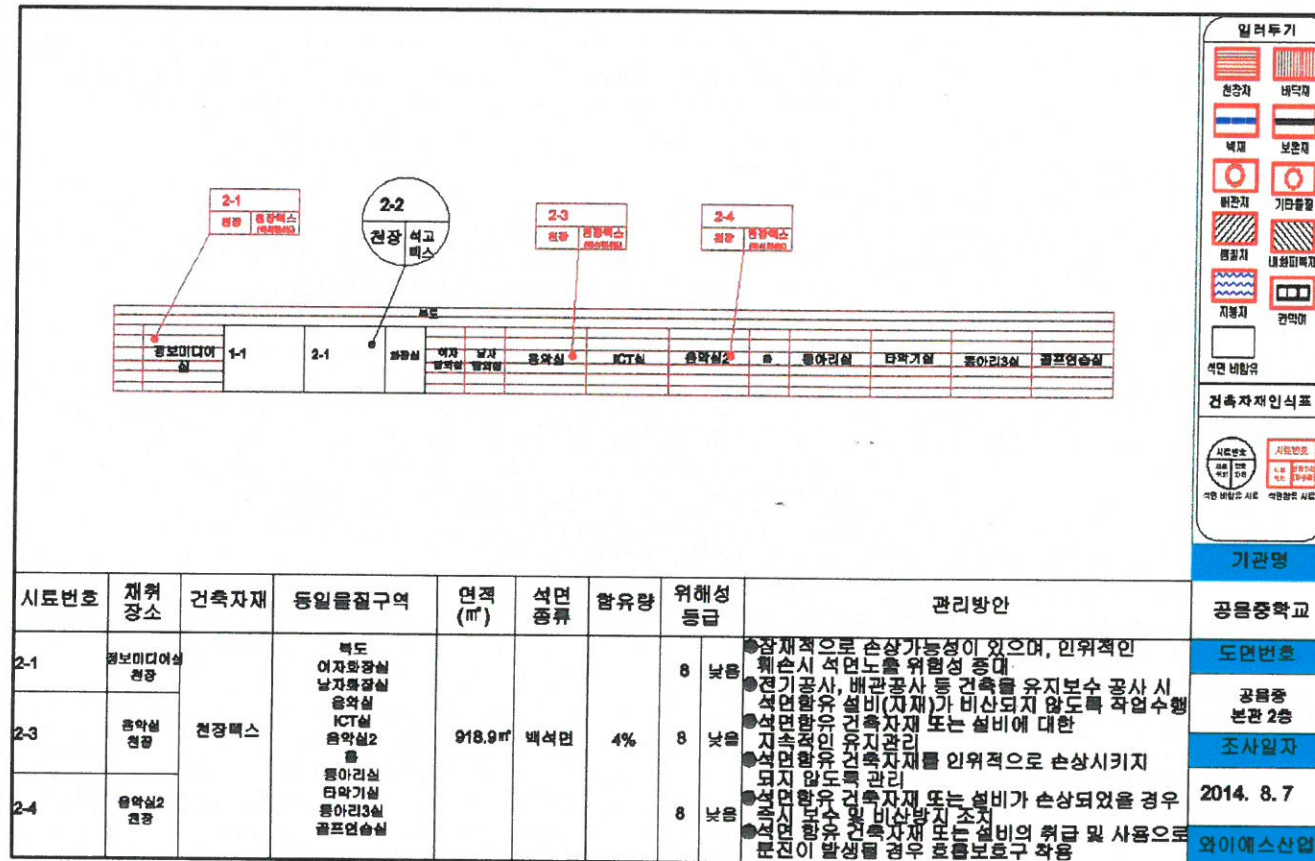 일러두기
천장재
바닥재
벽재
보온재
배관재
기타물질
뿜칠재
내화피복재
지붕재
칸막이
석면 비함유
건축자재인식표
시료번호
시료번호
석면 비함유 시료
석면함유 시료
2-1
천장
천장텍스
2-2
천장
석고
텍스
2-3
천장
천장텍스
2-4
천장
천장텍스
복도
정보미디어
실
1-1
2-1
화장실
여자
남자
음악실
ICT실
음악실2
홀
동아리실
타악기실
동아리3실
골프연습실
시료번호
채취
장소
건축자재
동일물질구역
면적
(㎡)
석면
종류
함유량
위해성
등급
관리방안
2-1
정보미디어실
천장
2-3
음악실
천장
2-4
음악실2
천장
천장텍스
복도
여자화장실
남자화장실
음악실
ICT실
음악실2
홀
동아리실
타악기실
동아리3실
골프연습실
918.9㎡
백석면
4%
8 낮음
8 낮음
8 낮음
●잠재적으로 손상가능성이 있으며, 인위적인
훼손시 석면노출 위험성 증대
●전기공사, 배관공사 등 건축물 유지보수 공사 시
석면함유 설비(자재)가 비산되지 않도록 작업수행
●석면함유 건축자재 또는 설비에 대한
지속적인 유지관리
●석면함유 건축자재를 인위적으로 손상시키지
되지 않도록 관리
●석면함유 건축자재 또는 설비가 손상되었을 경우
즉시 보수 및 비산방지 조치
●석면 함유 건축자재 또는 설비의 취급 및 사용으로
분진이 발생될 경우 호흡보호구 착용
기관명
공음중학교
도면번호
공음중
본관 2층
조사일자
2014. 8. 7
와이에스산업